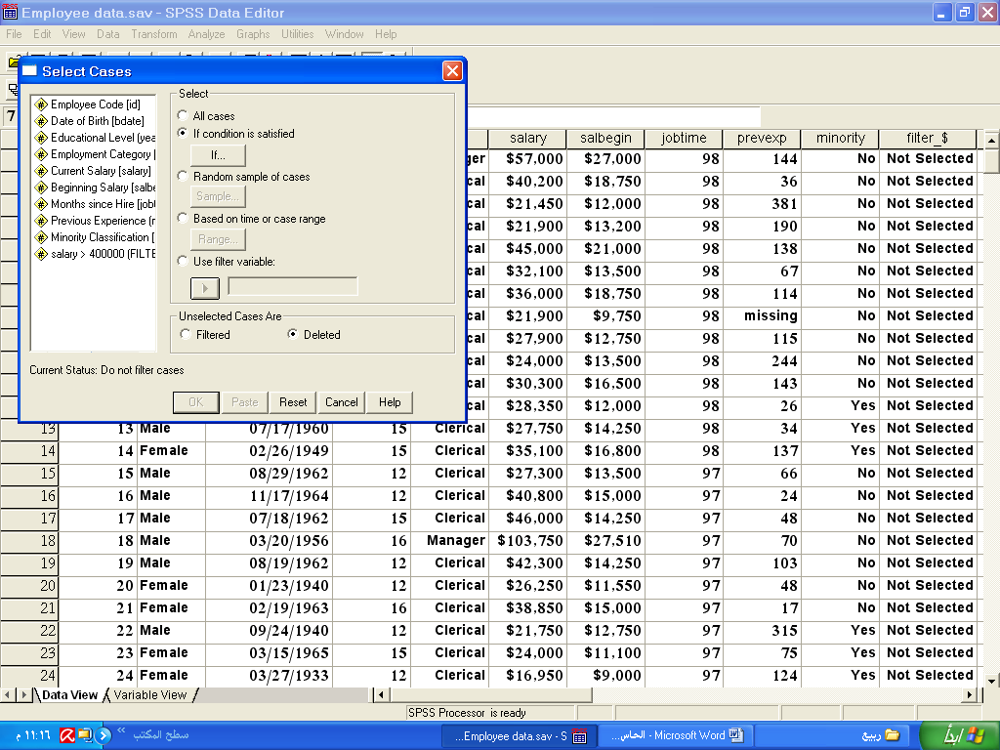 Employee data.sav - SPSS Data Editor
File Edit View Data Transform Analyze Graphs Utilities Window Help
Select Cases
Employee Code [id]
Date of Birth [bdate]
Educational Level (yea
Employment Category [
Current Salary [salary]
Beginning Salary [salbe
Months since Hire [jobt
Previous Experience (r
Minority Classification [
salary > 400000 (FILTE
Select
All cases
If condition is satisfied
If...
Random sample of cases
Sample...
Based on time or case range
Range...
Use filter variable:
Unselected Cases Are
Filtered Deleted
Current Status: Do not filter cases
OK Paste Reset Cancel Help
7
salary salbegin jobtime prevexp minority filter_$
ger $57,000 $27,000 98 144 No Not Selected
cal $40,200 $18,750 98 36 No Not Selected
cal $21,450 $12,000 98 381 No Not Selected
cal $21,900 $13,200 98 190 No Not Selected
cal $45,000 $21,000 98 138 No Not Selected
cal $32,100 $13,500 98 67 No Not Selected
cal $36,000 $18,750 98 114 No Not Selected
cal $21,900 $9,750 98 missing No Not Selected
cal $27,900 $12,750 98 115 No Not Selected
cal $24,000 $13,500 98 244 No Not Selected
cal $30,300 $16,500 98 143 No Not Selected
cal $28,350 $12,000 98 26 Yes Not Selected
13 13 Male 07/17/1960 15 Clerical $27,750 $14,250 98 34 Yes Not Selected
14 14 Female 02/26/1949 15 Clerical $35,100 $16,800 98 137 Yes Not Selected
15 15 Male 08/29/1962 12 Clerical $27,300 $13,500 97 66 No Not Selected
16 16 Male 11/17/1964 12 Clerical $40,800 $15,000 97 24 No Not Selected
17 17 Male 07/18/1962 15 Clerical $46,000 $14,250 97 48 No Not Selected
18 18 Male 03/20/1956 16 Manager $103,750 $27,510 97 70 No Not Selected
19 19 Male 08/19/1962 12 Clerical $42,300 $14,250 97 103 No Not Selected
20 20 Female 01/23/1940 12 Clerical $26,250 $11,550 97 48 No Not Selected
21 21 Female 02/19/1963 16 Clerical $38,850 $15,000 97 17 No Not Selected
22 22 Male 09/24/1940 12 Clerical $21,750 $12,750 97 315 Yes Not Selected
23 23 Female 03/15/1965 15 Clerical $24,000 $11,100 97 75 Yes Not Selected
24 24 Female 03/27/1933 12 Clerical $16,950 $9,000 97 124 Yes Not Selected
Data View Variable View
SPSS Processor is ready
ابدأ ربيع الحاس... - Microsoft Word ...Employee data.sav - S سطح المكتب » ١١:١٦ م